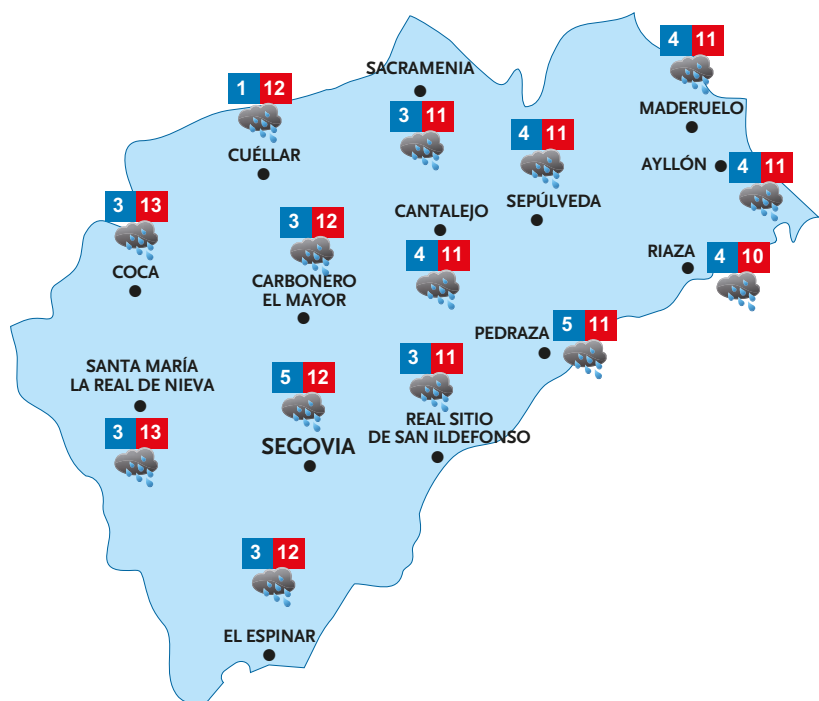 4 11
MADERUELO
SACRAMENIA
3 11
1 12
CUÉLLAR
4 11
SEPÚLVEDA
AYLLÓN
4 11
3 13
COCA
3 12
CARBONERO
EL MAYOR
CANTALEJO
4 11
RIAZA
4 10
PEDRAZA
5 11
SANTA MARÍA
LA REAL DE NIEVA
3 13
5 12
SEGOVIA
3 11
REAL SITIO
DE SAN ILDEFONSO
3 12
EL ESPINAR